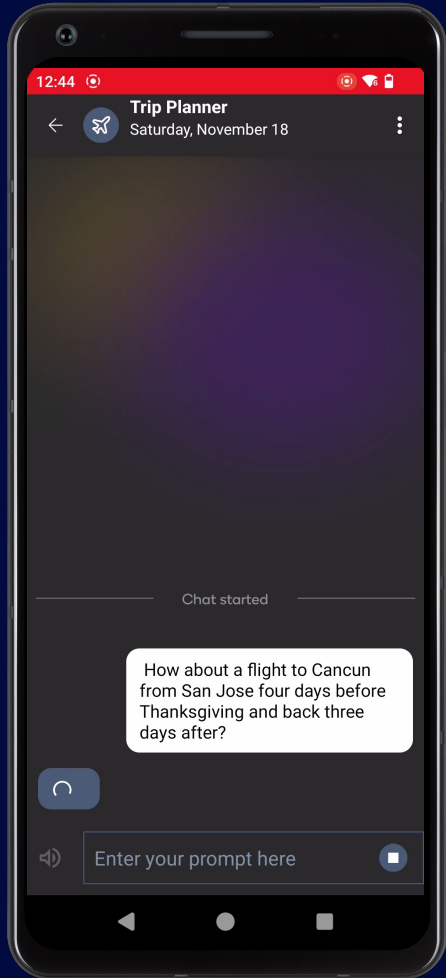 12:44
Trip Planner
Saturday, November 18
Chat started
How about a flight to Cancun
from San Jose four days before
Thanksgiving and back three
days after?
Enter your prompt here